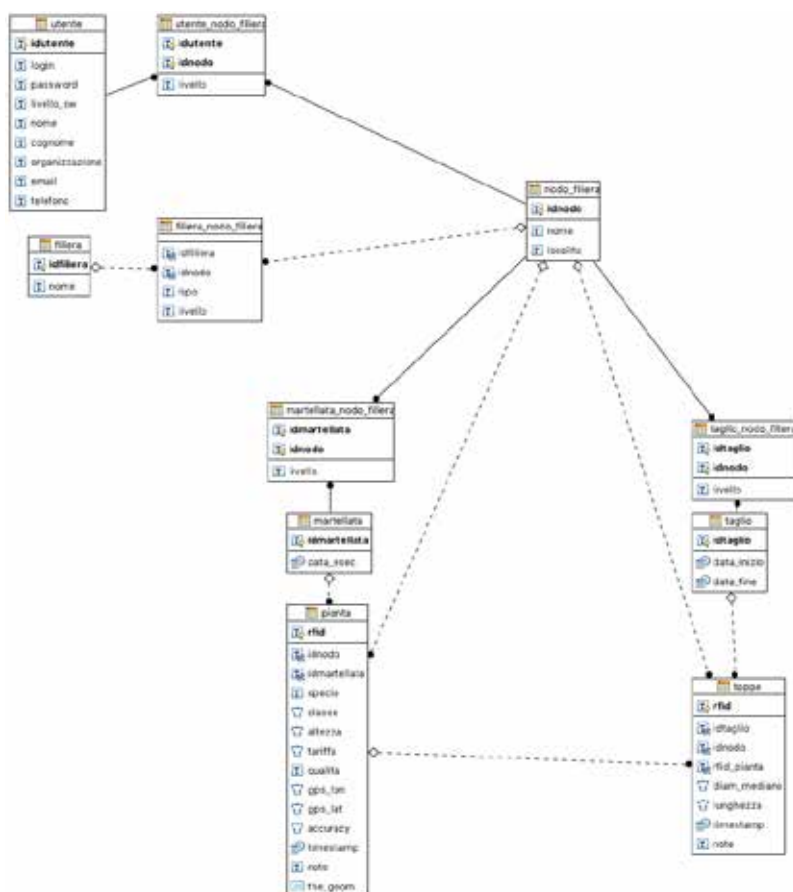 utente
idutente
login
password
livello_sw
nome
cognome
organizzazione
email
telefono
utente_nodo_filiera
idutente
idnodo
livello
nodo_filiera
idnodo
nome
localita
filiera
idfiliera
nome
filiera_nodo_filiera
idfiliera
idnodo
tipo
livello
martellata_nodo_filiera
idmartellata
idnodo
livello
martellata
idmartellata
data_esec
pianta
rfid
idnodo
idmartellata
specie
classe
altezza
tariffa
qualita
gps_lon
gps_lat
accuracy
timestamp
note
the_geom
taglio_nodo_filiera
idtaglio
idnodo
livello
taglio
idtaglio
data_inizio
data_fine
toppo
rfid
idtaglio
idnodo
rfid_pianta
diam_mediano
lunghezza
timestamp
note